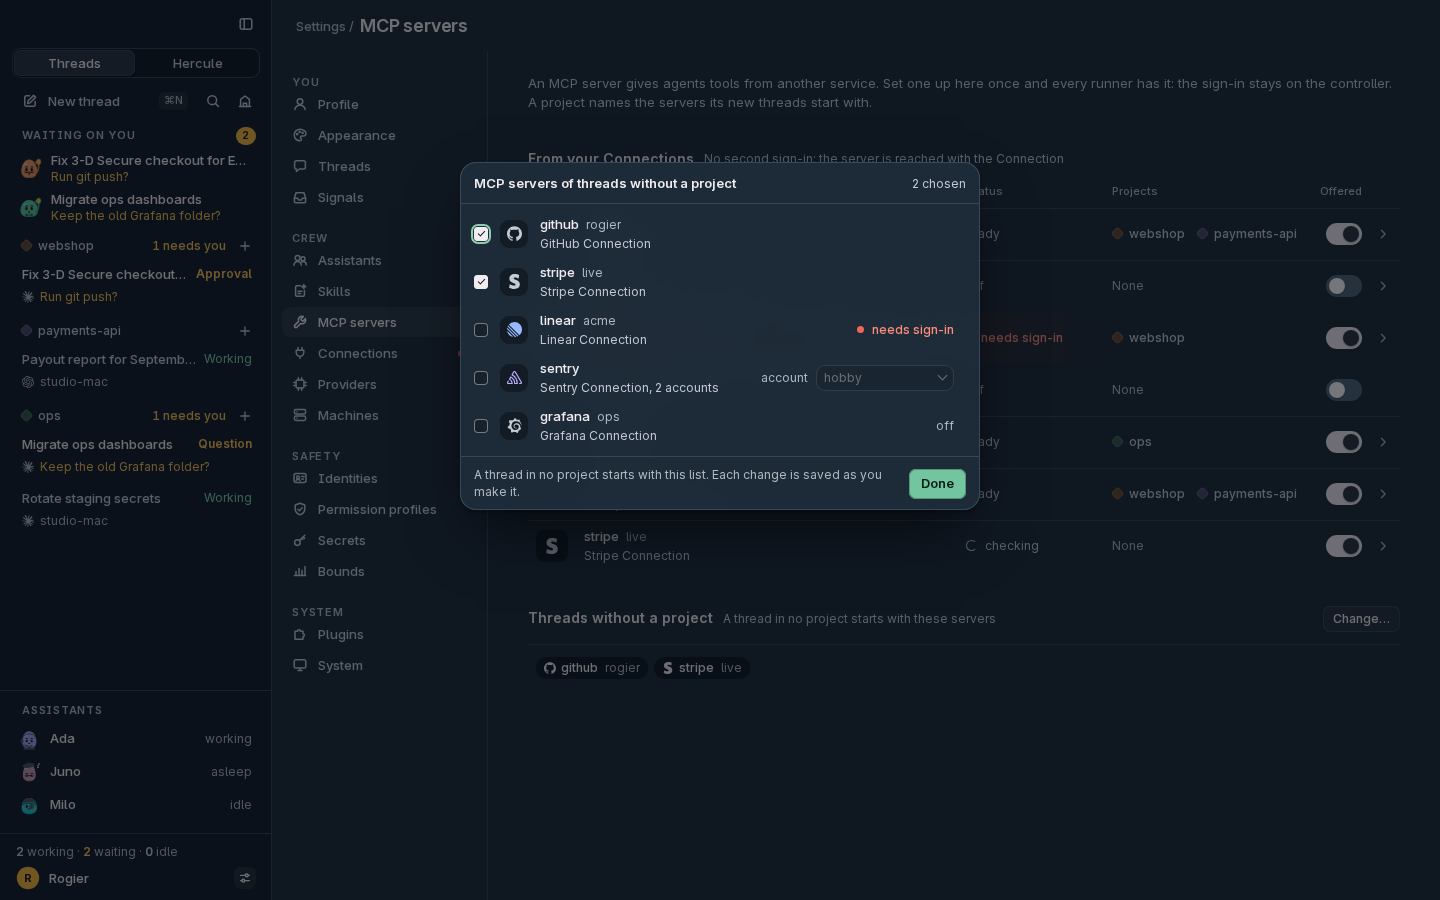 Threads
Hercule
New thread
⌘N
WAITING ON YOU
2
Fix 3-D Secure checkout for E…
Run git push?
Migrate ops dashboards
Keep the old Grafana folder?
webshop
1 needs you
Fix 3-D Secure checkout…
Approval
Run git push?
payments-api
Payout report for Septemb…
Working
studio-mac
ops
1 needs you
Migrate ops dashboards
Question
Keep the old Grafana folder?
Rotate staging secrets
Working
studio-mac
ASSISTANTS
Ada
working
Juno
asleep
Milo
idle
2 working · 2 waiting · 0 idle
R
Rogier
Settings / MCP servers
YOU
Profile
Appearance
Threads
Signals
CREW
Assistants
Skills
MCP servers
Connections
Providers
Machines
SAFETY
Identities
Permission profiles
Secrets
Bounds
SYSTEM
Plugins
System
An MCP server gives agents tools from another service. Set one up here once and every runner has it: the sign-in stays on the controller.
A project names the servers its new threads start with.
From your Connections No second sign-in: the server is reached with the Connection
Projects
Offered
webshop
payments-api
None
needs sign-in
webshop
None
ops
webshop
payments-api
stripe live
Stripe Connection
checking
None
Threads without a project
A thread in no project starts with these servers
Change…
github rogier
stripe live
MCP servers of threads without a project
2 chosen
github rogier
GitHub Connection
stripe live
Stripe Connection
linear acme
Linear Connection
needs sign-in
sentry
Sentry Connection, 2 accounts
account
hobby
grafana ops
Grafana Connection
off
A thread in no project starts with this list. Each change is saved as you
make it.
Done